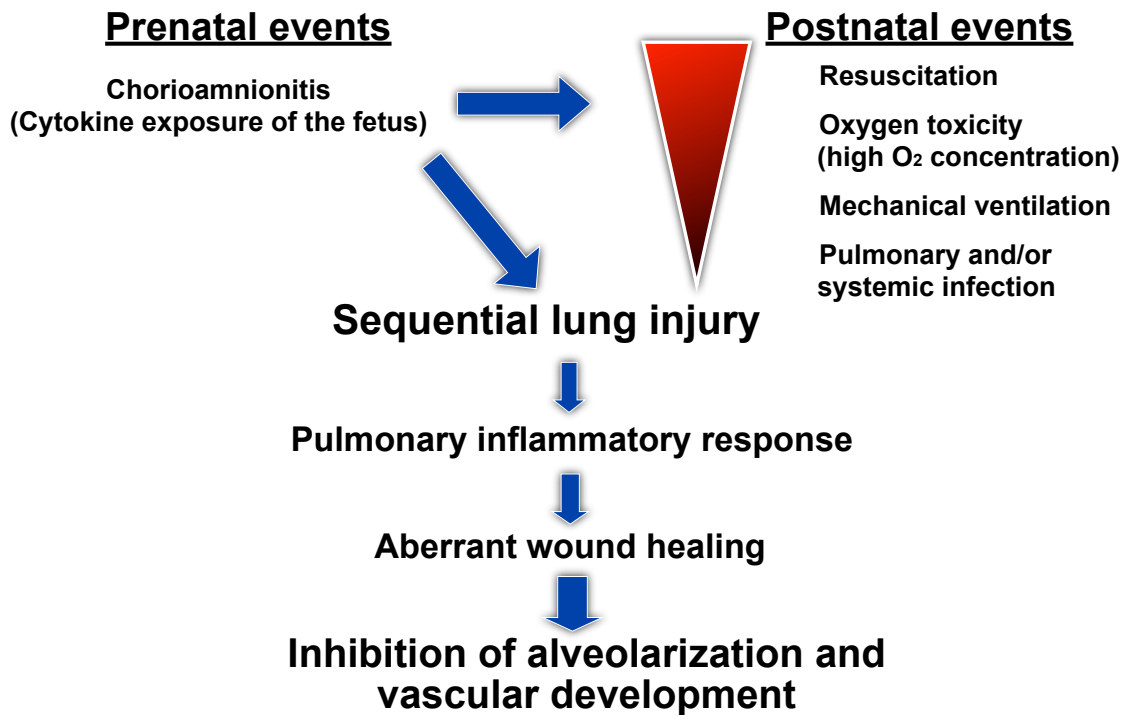 Prenatal events
Chorioamnionitis
(Cytokine exposure of the fetus)
Postnatal events
Resuscitation
Oxygen toxicity
(high O2 concentration)
Mechanical ventilation
Pulmonary and/or
systemic infection
Sequential lung injury
Pulmonary inflammatory response
Aberrant wound healing
Inhibition of alveolarization and
vascular development